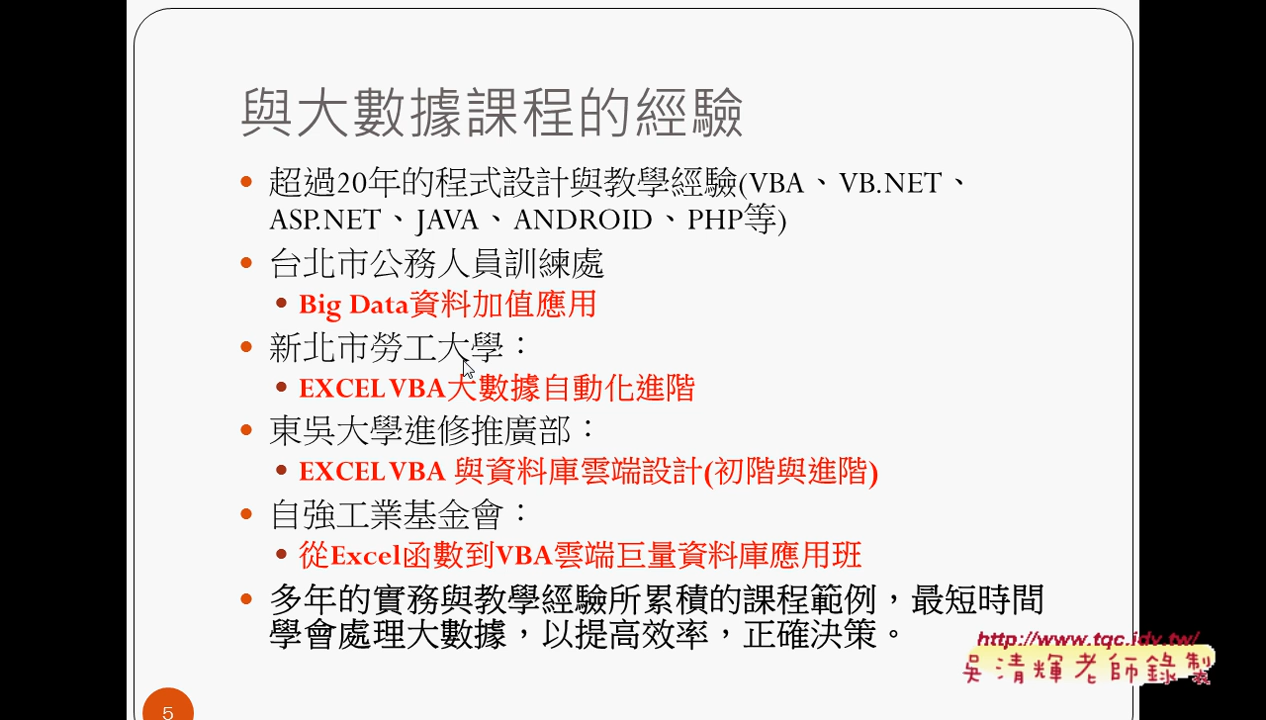 與大數據課程的經驗
超過20年的程式設計與教學經驗(VBA、VB.NET、
ASP.NET、JAVA、ANDROID、PHP等)
台北市公務人員訓練處
Big Data資料加值應用
新北市勞工大學：
EXCEL VBA大數據自動化進階
東吳大學進修推廣部：
EXCEL VBA 與資料庫雲端設計(初階與進階)
自強工業基金會：
從Excel函數到VBA雲端巨量資料庫應用班
多年的實務與教學經驗所累積的課程範例，最短時間
學會處理大數據，以提高效率，正確決策。
http://www.tqc.idv.tw/
吳清輝老師錄製
5